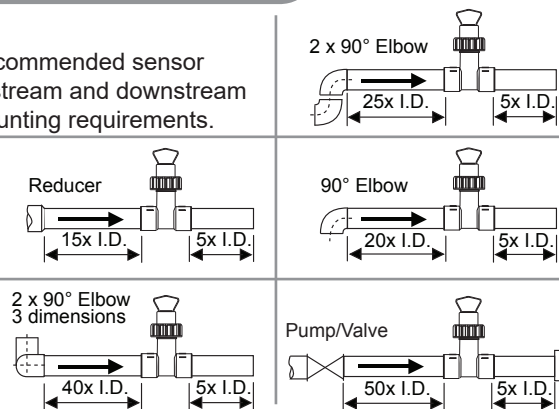 commended sensor
stream and downstream
unting requirements.
2 x 90° Elbow
25x I.D.
5x I.D.
Reducer
15x I.D.
5x I.D.
90° Elbow
20x I.D.
5x I.D.
2 x 90° Elbow
3 dimensions
40x I.D.
5x I.D.
Pump/Valve
50x I.D.
5x I.D.